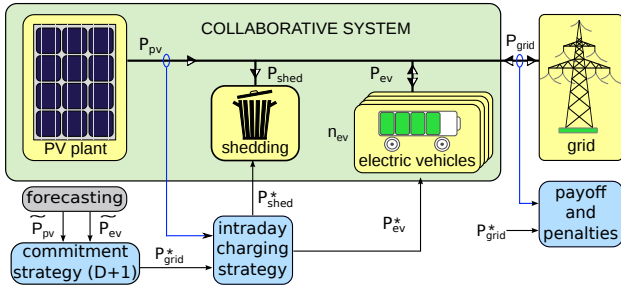 COLLABORATIVE SYSTEM
P_pv
P_grid
P_shed
P_ev
n_ev
PV plant
shedding
electric vehicles
grid
forecasting
P̃_pv
P̃_ev
commitment
strategy (D+1)
P*_grid
P*_shed
intraday
charging
strategy
P*_ev
payoff
and
penalties
P*_grid